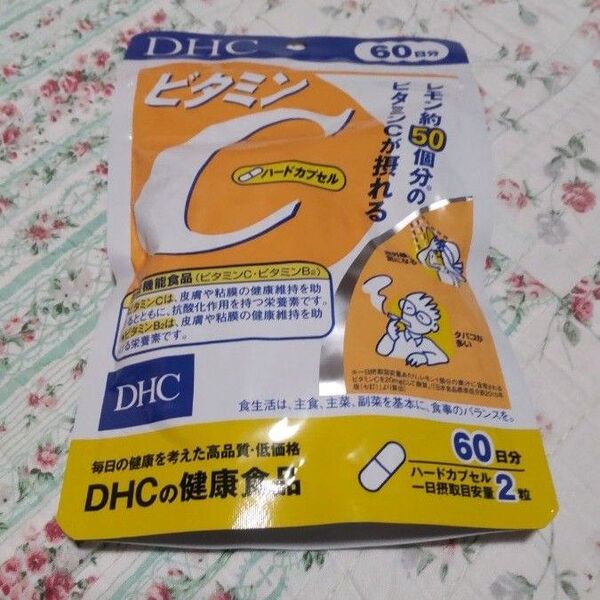 DHC
60日分
ビタミン
C
ハードカプセル
レモン約50個分の
ビタミンCが摂れる
機能食品(ビタミンC・ビタミンB₂)
ビタミンCは、皮膚や粘膜の健康維持を助
るとともに、抗酸化作用を持つ栄養素です。
ビタミンB₂は、皮膚や粘膜の健康維持を助
る栄養素です。
気になる
タバコが
多い
DHC
食生活は、主食、主菜、副菜を基本に、食事のバランスを。
毎日の健康を考えた高品質・低価格
DHCの健康食品
60日分
ハードカプセル
一日摂取目安量2粒